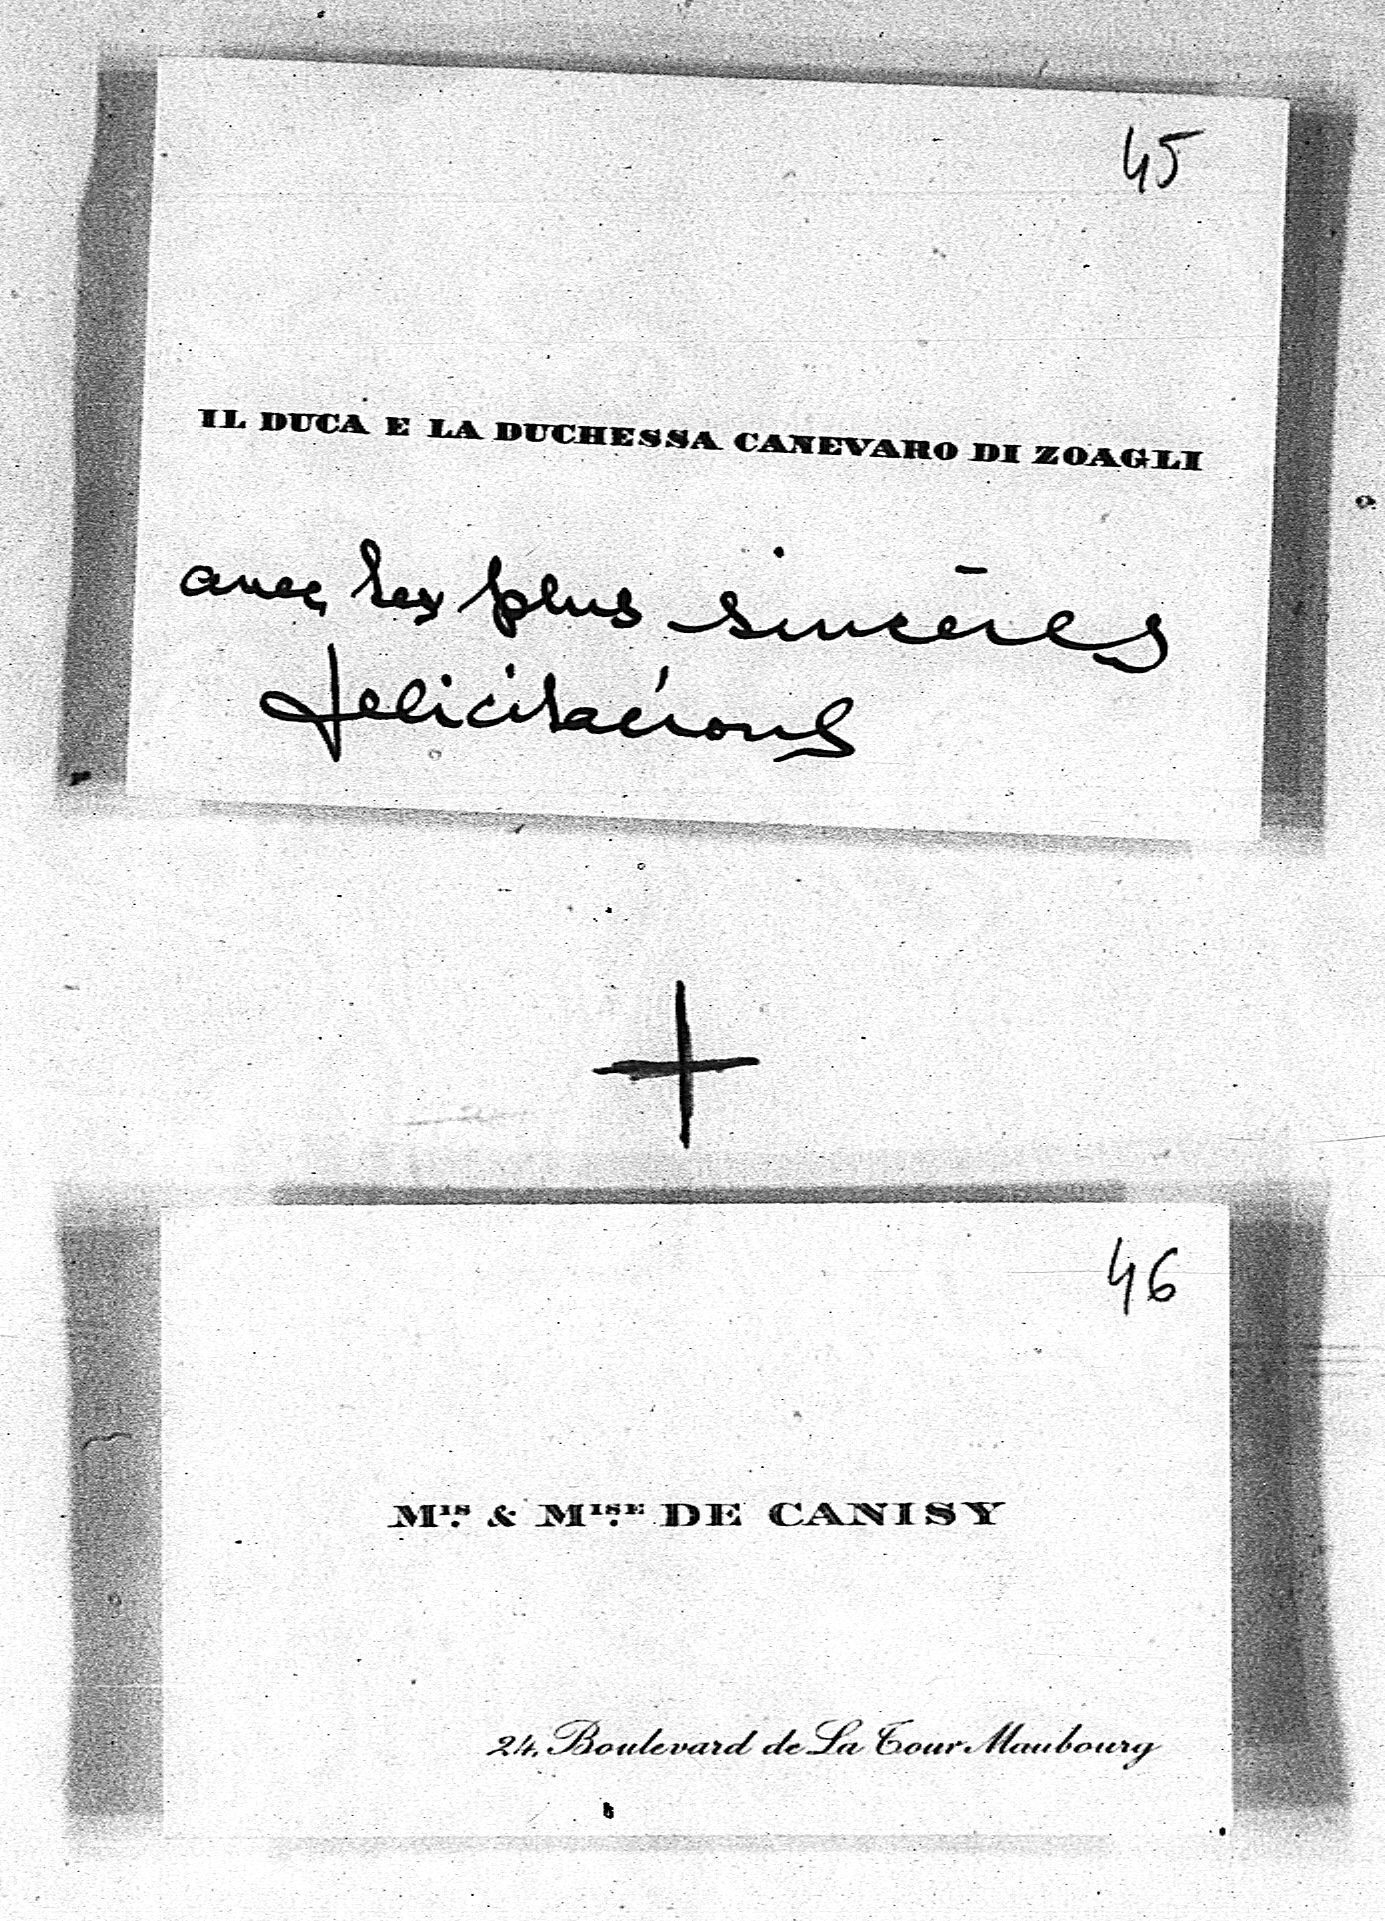 45
IL DUCA E LA DUCHESSA CANEVARO DI ZOAGLI
avec les plus sincères
felicitations
+
46
Mis. & Mise. DE CANISY
24, Boulevard de La Tour Maubourg